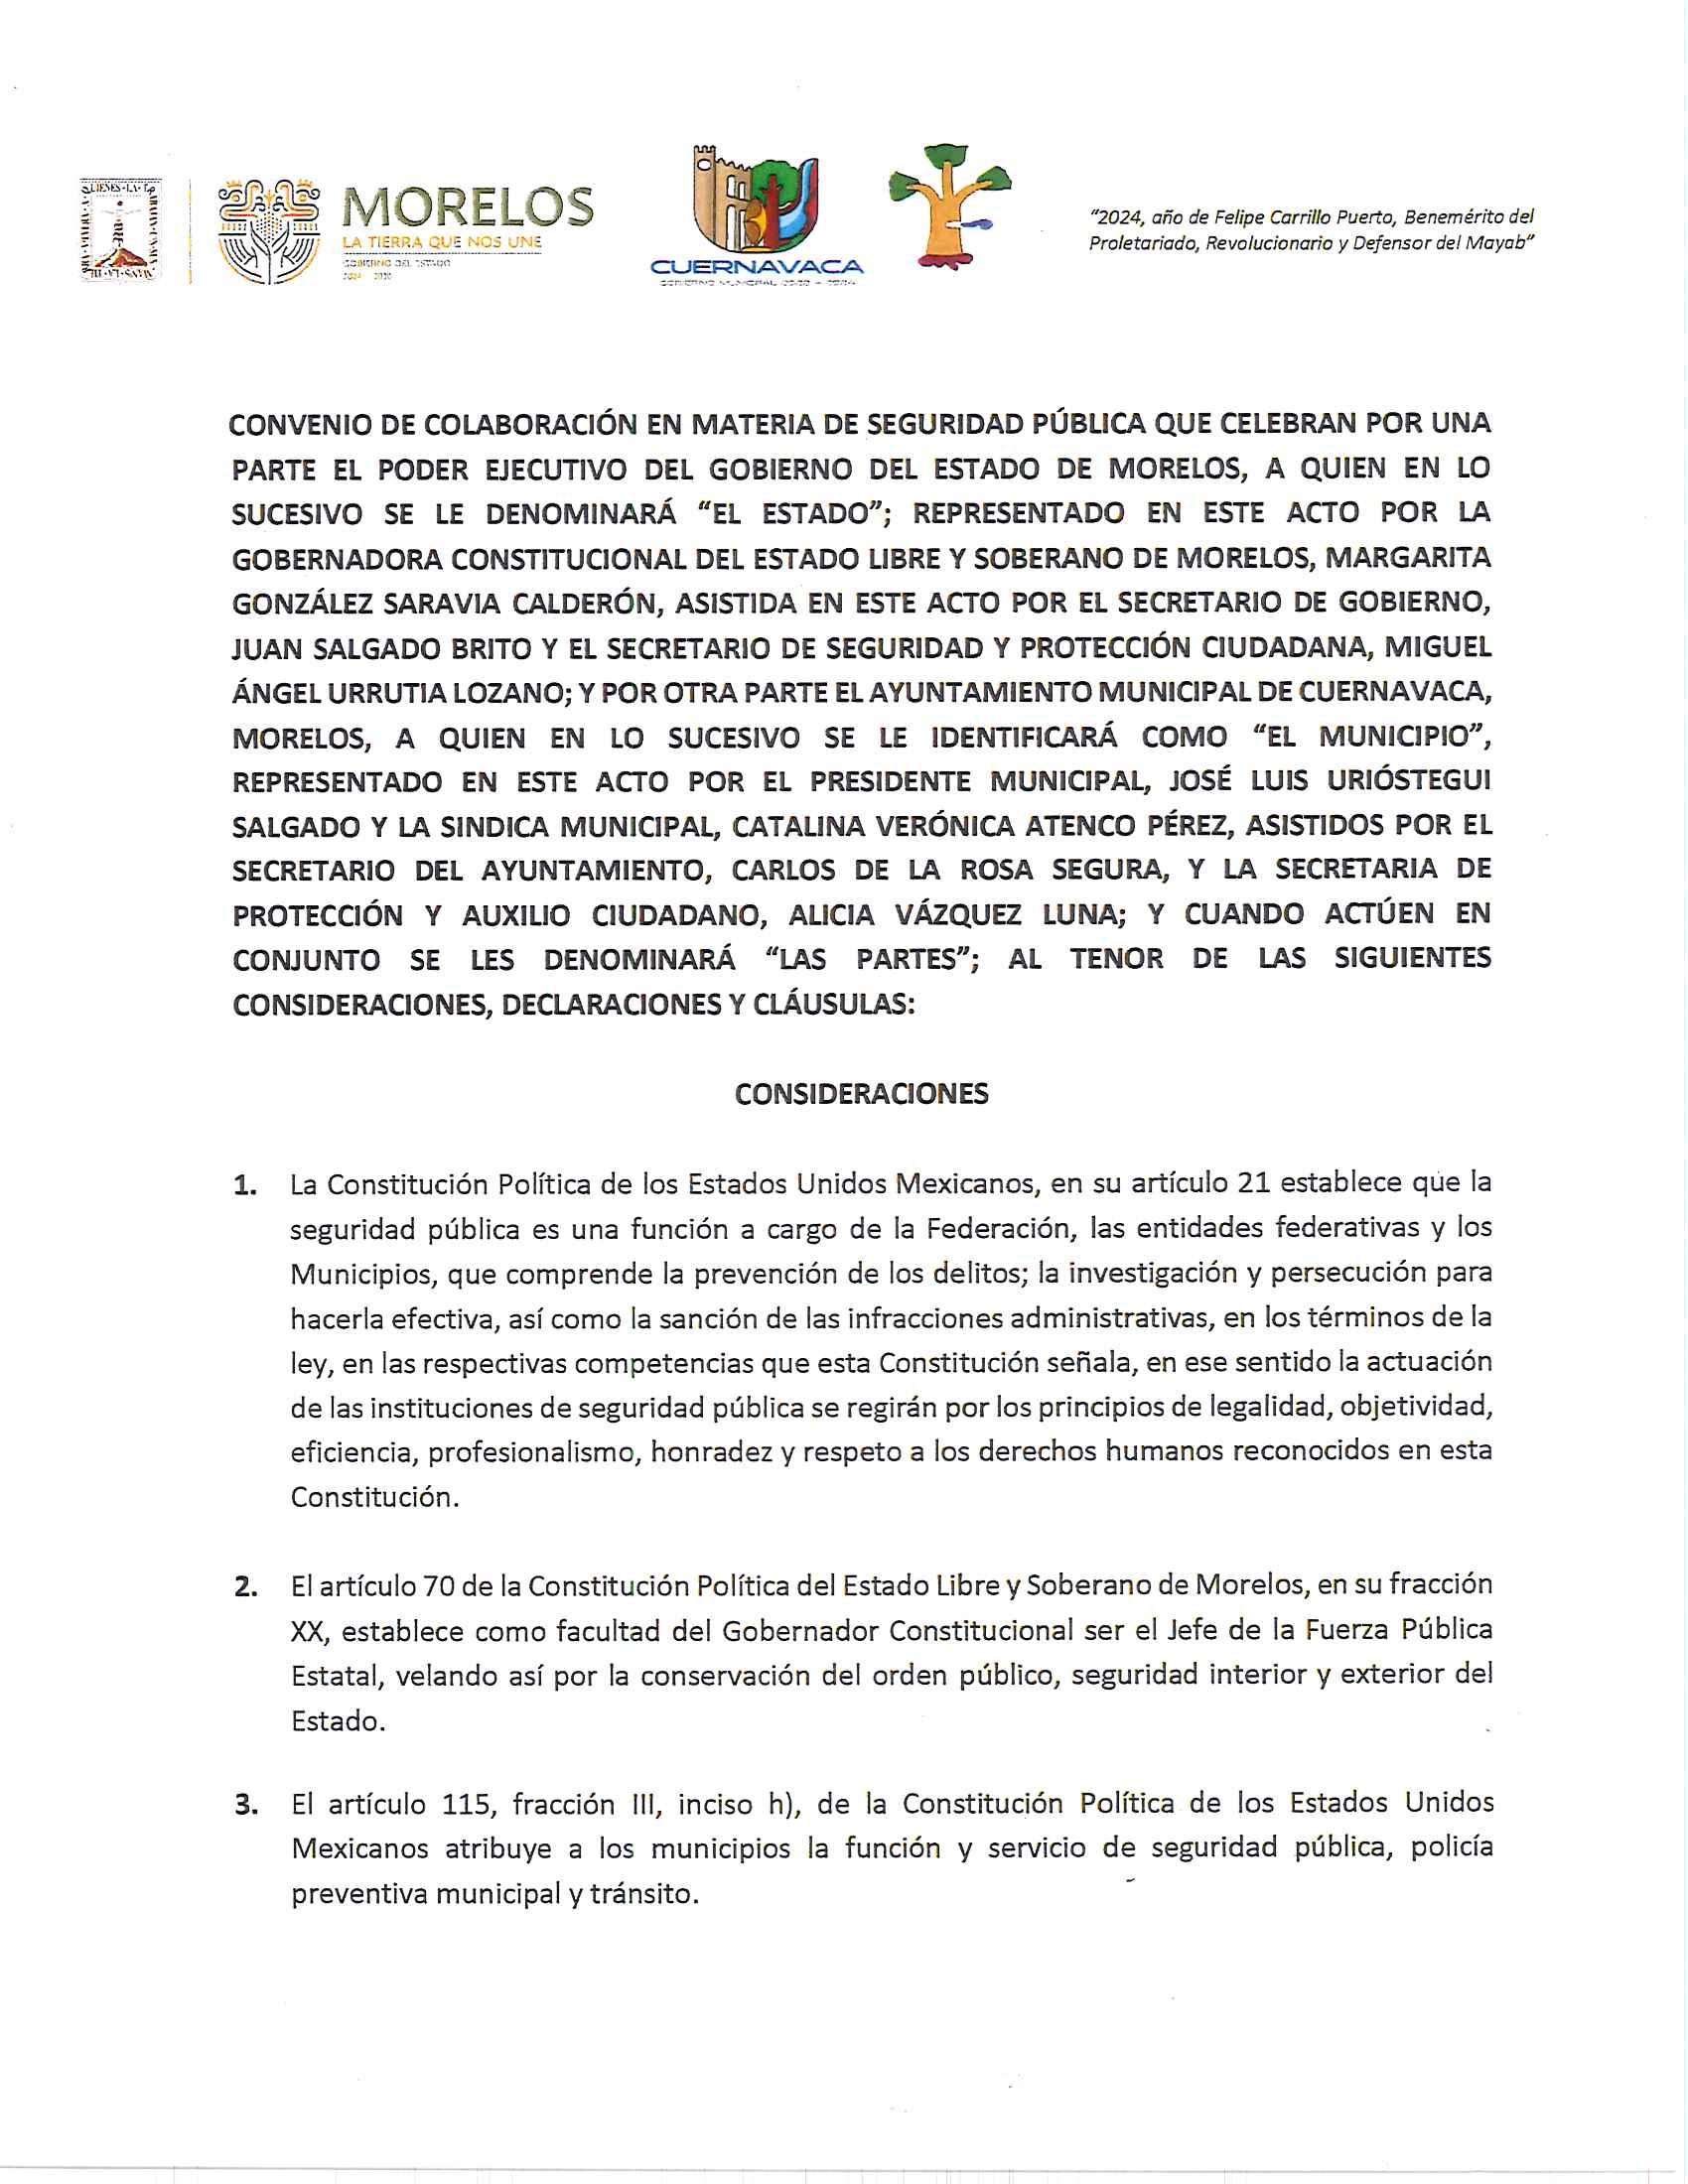 MORELOS
LA TIERRA QUE NOS UNE
GOBIERNO DEL ESTADO
CUERNAVACA
"2024, año de Felipe Carrillo Puerto, Benemérito del
Proletariado, Revolucionario y Defensor del Mayab"
CONVENIO DE COLABORACIÓN EN MATERIA DE SEGURIDAD PÚBLICA QUE CELEBRAN POR UNA
PARTE EL PODER EJECUTIVO DEL GOBIERNO DEL ESTADO DE MORELOS, A QUIEN EN LO
SUCESIVO SE LE DENOMINARÁ "EL ESTADO"; REPRESENTADO EN ESTE ACTO POR LA
GOBERNADORA CONSTITUCIONAL DEL ESTADO LIBRE Y SOBERANO DE MORELOS, MARGARITA
GONZÁLEZ SARAVIA CALDERÓN, ASISTIDA EN ESTE ACTO POR EL SECRETARIO DE GOBIERNO,
JUAN SALGADO BRITO Y EL SECRETARIO DE SEGURIDAD Y PROTECCIÓN CIUDADANA, MIGUEL
ÁNGEL URRUTIA LOZANO; Y POR OTRA PARTE EL AYUNTAMIENTO MUNICIPAL DE CUERNAVACA,
MORELOS, A QUIEN EN LO SUCESIVO SE LE IDENTIFICARÁ COMO "EL MUNICIPIO",
REPRESENTADO EN ESTE ACTO POR EL PRESIDENTE MUNICIPAL, JOSÉ LUIS URIÓSTEGUI
SALGADO Y LA SINDICA MUNICIPAL, CATALINA VERÓNICA ATENCO PÉREZ, ASISTIDOS POR EL
SECRETARIO DEL AYUNTAMIENTO, CARLOS DE LA ROSA SEGURA, Y LA SECRETARIA DE
PROTECCIÓN Y AUXILIO CIUDADANO, ALICIA VÁZQUEZ LUNA; Y CUANDO ACTÚEN EN
CONJUNTO SE LES DENOMINARÁ "LAS PARTES"; AL TENOR DE LAS SIGUIENTES
CONSIDERACIONES, DECLARACIONES Y CLÁUSULAS:
CONSIDERACIONES
1. La Constitución Política de los Estados Unidos Mexicanos, en su artículo 21 establece que la
seguridad pública es una función a cargo de la Federación, las entidades federativas y los
Municipios, que comprende la prevención de los delitos; la investigación y persecución para
hacerla efectiva, así como la sanción de las infracciones administrativas, en los términos de la
ley, en las respectivas competencias que esta Constitución señala, en ese sentido la actuación
de las instituciones de seguridad pública se regirán por los principios de legalidad, objetividad,
eficiencia, profesionalismo, honradez y respeto a los derechos humanos reconocidos en esta
Constitución.
2. El artículo 70 de la Constitución Política del Estado Libre y Soberano de Morelos, en su fracción
XX, establece como facultad del Gobernador Constitucional ser el Jefe de la Fuerza Pública
Estatal, velando así por la conservación del orden público, seguridad interior y exterior del
Estado.
3. El artículo 115, fracción III, inciso h), de la Constitución Política de los Estados Unidos
Mexicanos atribuye a los municipios la función y servicio de seguridad pública, policía
preventiva municipal y tránsito.